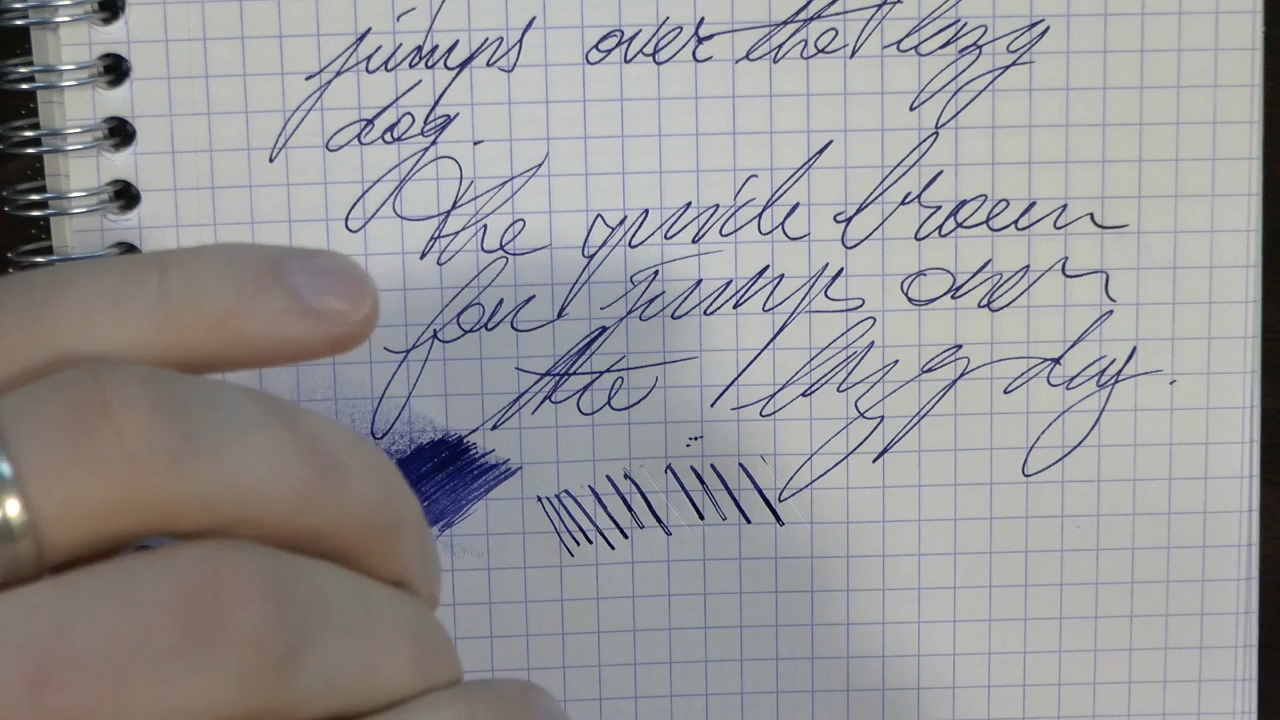 jumps over the lazy
dog.
The quick brown
fox jumps over
the lazy dog.